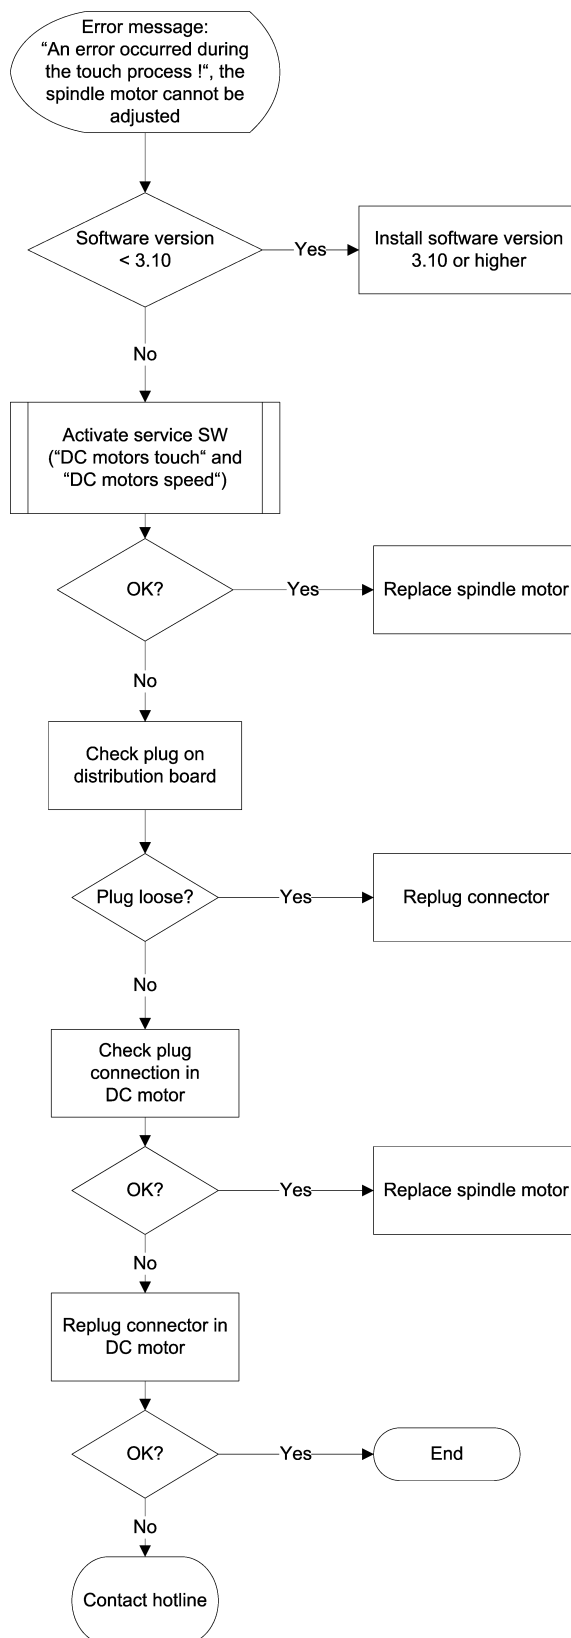 Error message:
“An error occurred during
the touch process !“, the
spindle motor cannot be
adjusted
Software version
< 3.10
Yes
Install software version
3.10 or higher
No
Activate service SW
(“DC motors touch“ and
“DC motors speed“)
OK?
Yes
Replace spindle motor
No
Check plug on
distribution board
Plug loose?
Yes
Replug connector
No
Check plug
connection in
DC motor
OK?
Yes
Replace spindle motor
No
Replug connector in
DC motor
OK?
Yes
End
No
Contact hotline